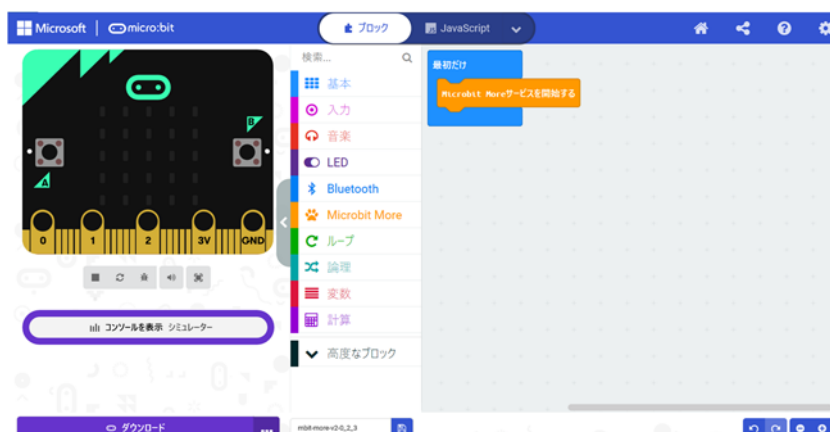 Microsoft | micro:bit
ブロック
JavaScript
検索...
基本
入力
音楽
LED
Bluetooth
Microbit More
ループ
論理
変数
計算
高度なブロック
最初だけ
Microbit Moreサービスを開始する
B
A
0 1 2 3V GND
コンソールを表示 シミュレーター
ダウンロード
mbit-more-v2-0_2_3